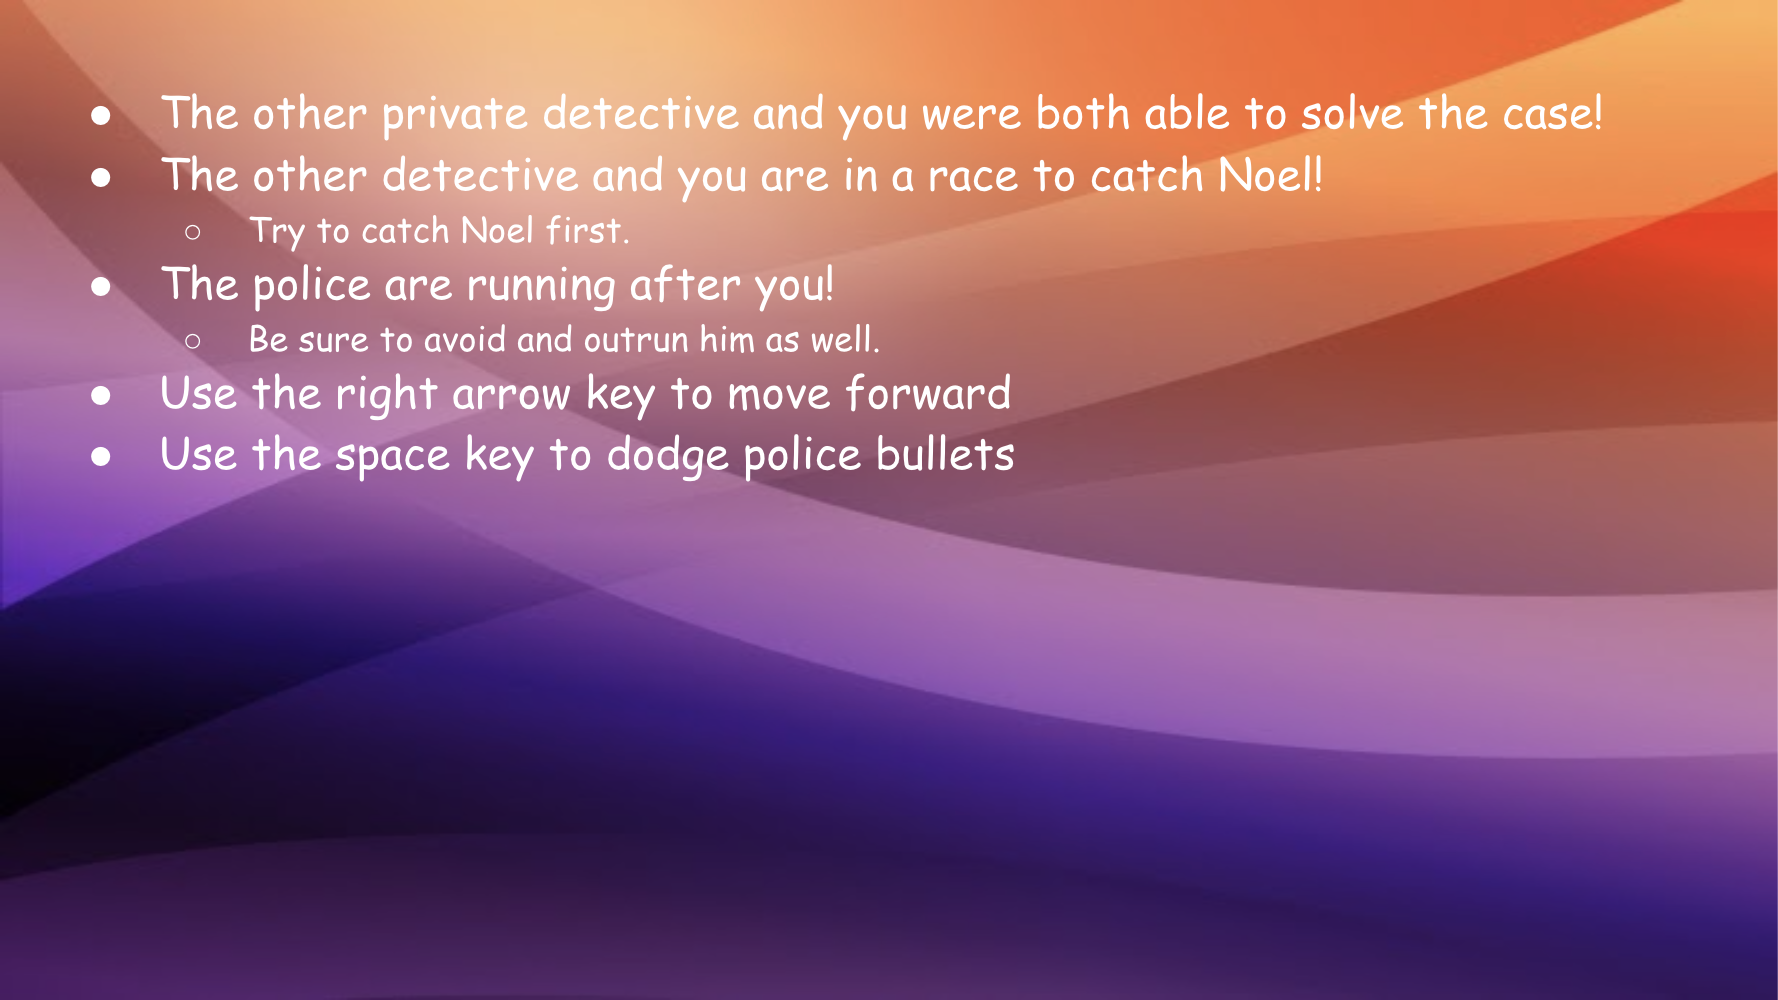 ● The other private detective and you were both able to solve the case!
● The other detective and you are in a race to catch Noel!
○ Try to catch Noel first.
● The police are running after you!
○ Be sure to avoid and outrun him as well.
● Use the right arrow key to move forward
● Use the space key to dodge police bullets